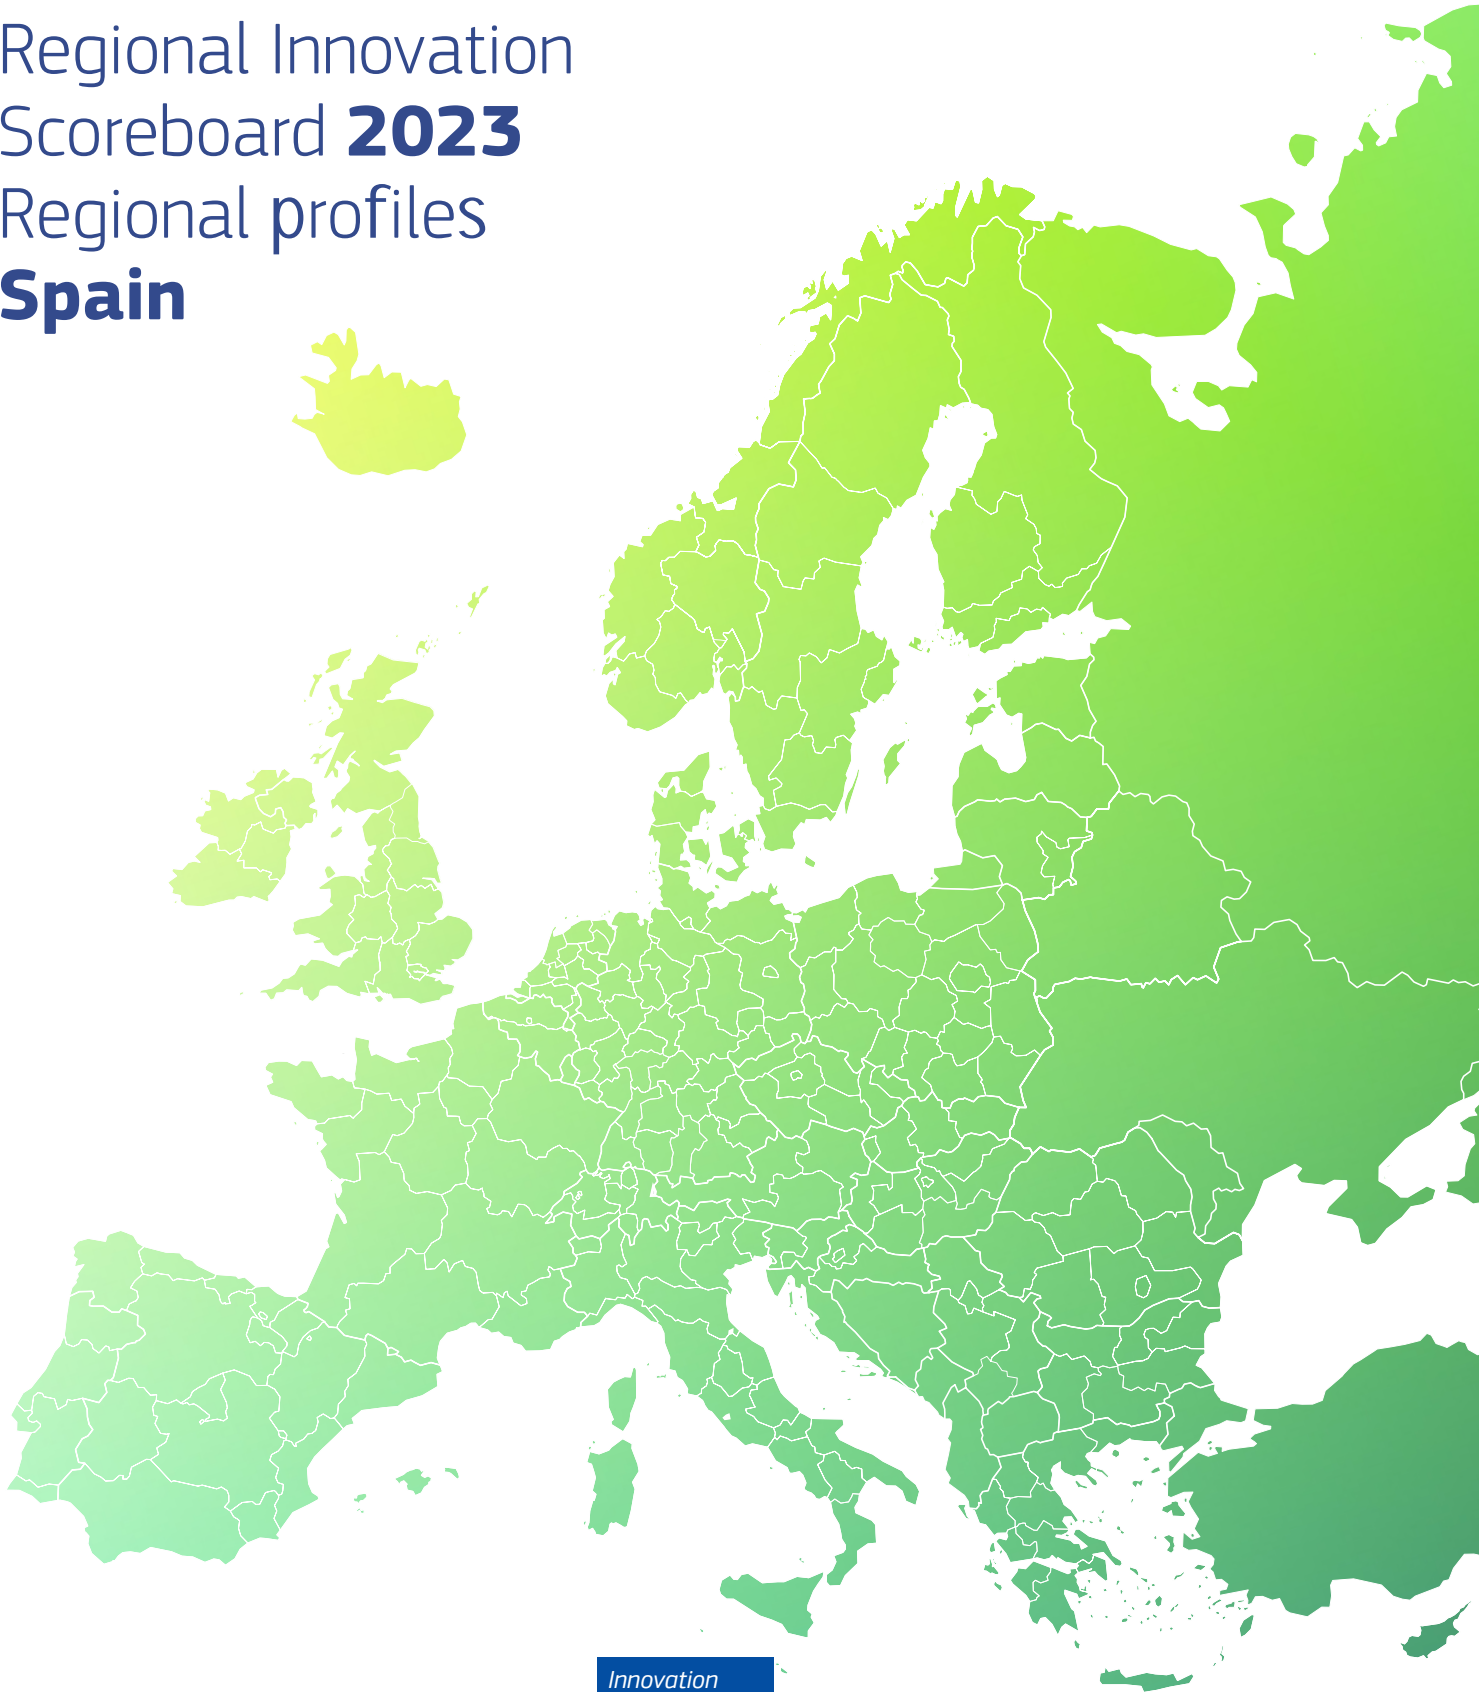 Regional Innovation
Scoreboard 2023
Regional profiles
Spain
Innovation